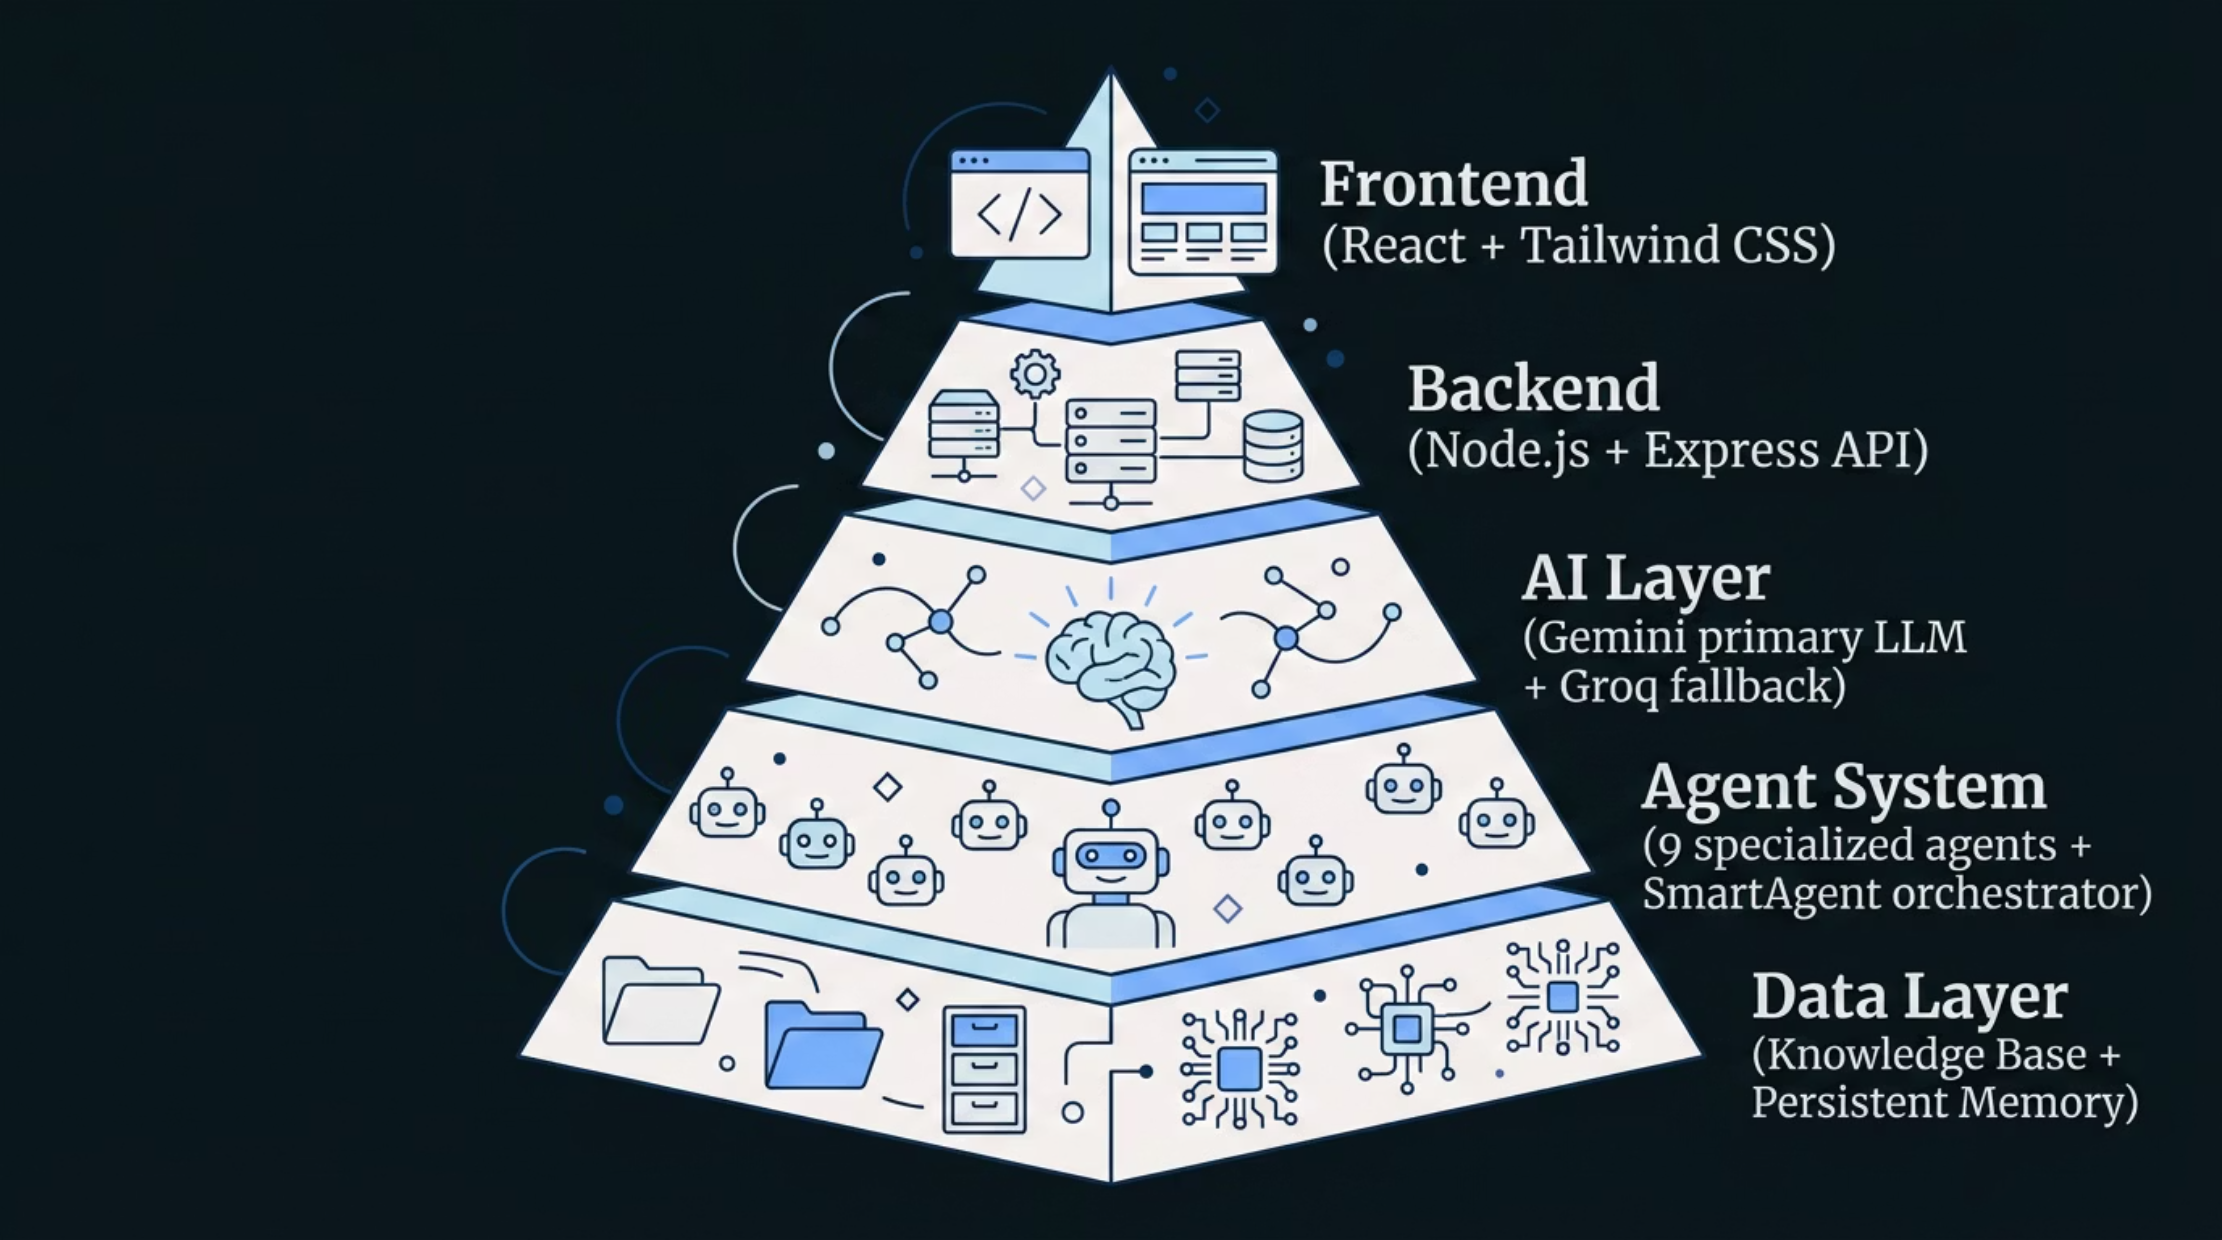 Frontend
(React + Tailwind CSS)
Backend
(Node.js + Express API)
AI Layer
(Gemini primary LLM
+ Groq fallback)
Agent System
(9 specialized agents +
SmartAgent orchestrator)
Data Layer
(Knowledge Base +
Persistent Memory)